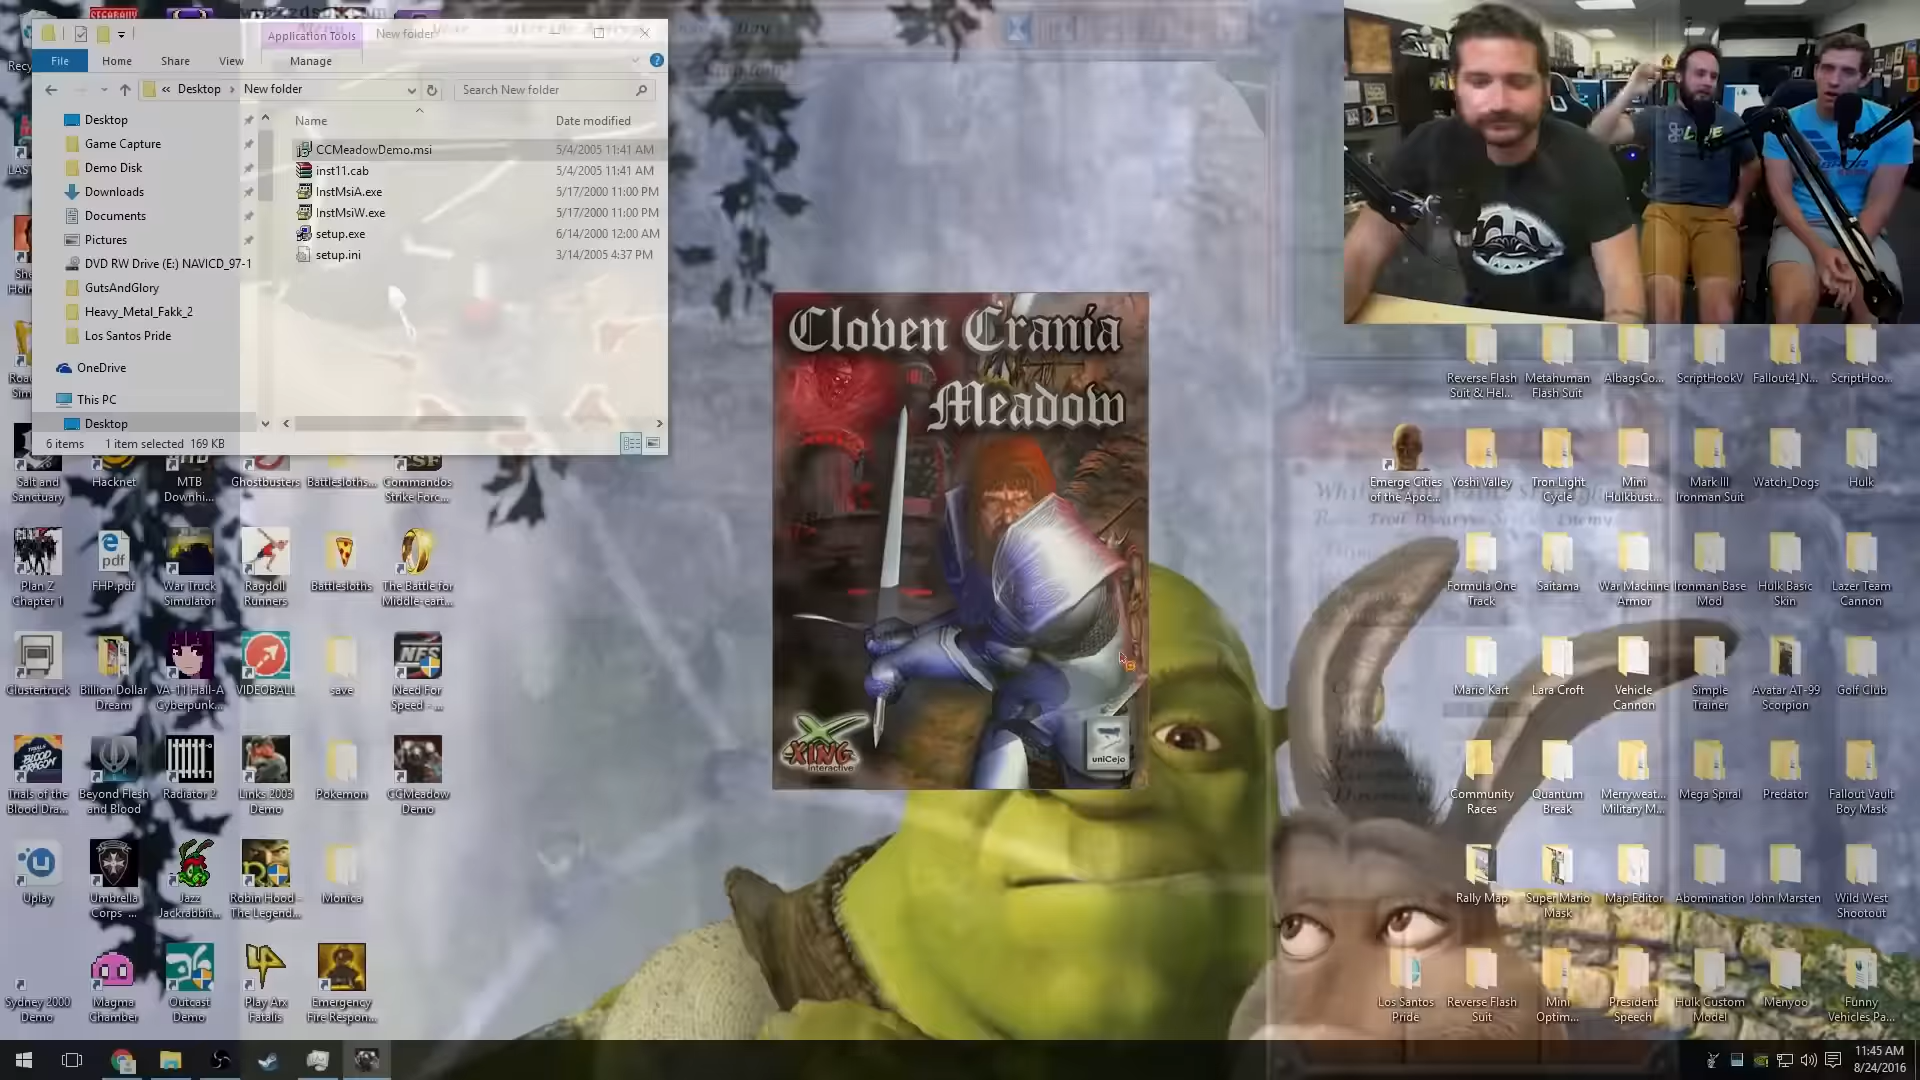 Application Tools
New folder
File
Home
Share
View
Manage
« Desktop › New folder
Search New folder
Name
Date modified
Desktop
Game Capture
Demo Disk
Downloads
Documents
Pictures
DVD RW Drive (E:) NAVICD_97-1
GutsAndGlory
Heavy_Metal_Fakk_2
Los Santos Pride
OneDrive
This PC
Desktop
CCMeadowDemo.msi 5/4/2005 11:41 AM
inst11.cab 5/4/2005 11:41 AM
InstMsiA.exe 5/17/2000 11:00 PM
InstMsiW.exe 5/17/2000 11:00 PM
setup.exe 6/14/2000 12:00 AM
setup.ini 3/14/2005 4:37 PM
6 items 1 item selected 169 KB
Cloven Crania
Meadow
XING
Interactive
uniCejo
Salt and
Sanctuary
Hacknet
MTB
Downhi...
Ghostbusters
Battlesloths...
Commandos
Strike Forc...
Plan Z
Chapter 1
pdf
FHP.pdf
War Truck
Simulator
Ragdoll
Runners
Battlesloths
The Battle for
Middle-eart...
Clustertruck
Billion Dollar
Dream
VA-11 Hall-A
Cyberpunk...
VIDEOBALL
save
NFS
Need For
Speed - ...
Trials of the
Blood Dra...
Beyond Flesh
and Blood
Radiator 2
Links 2003
Demo
Pokemon
CCMeadow
Demo
Uplay
Umbrella
Corps ...
Jazz
Jackrabbit...
Robin Hood -
The Legend...
Monica
Sydney 2000
Demo
Magma
Chamber
Outcast
Demo
Play Arx
Fatalis
Emergency
Fire Respon...
Reverse Flash
Suit & Hel...
Metahuman
Flash Suit
AlbagsCo...
ScriptHookV
Fallout4_N...
ScriptHoo...
Emerge Cities
of the Apoc...
Yoshi Valley
Tron Light
Cycle
Mini
Hulkbust...
Mark III
Ironman Suit
Watch_Dogs
Hulk
Formula One
Track
Saitama
War Machine
Armor
Ironman Base
Mod
Hulk Basic
Skin
Lazer Team
Cannon
Mario Kart
Lara Croft
Vehicle
Cannon
Simple
Trainer
Avatar AT-99
Scorpion
Golf Club
Community
Races
Quantum
Break
Merryweat...
Military M...
Mega Spiral
Predator
Fallout Vault
Boy Mask
Rally Map
Super Mario
Mask
Map Editor
Abomination
John Marsten
Wild West
Shootout
Los Santos
Pride
Reverse Flash
Suit
Mini
Optim...
President
Speech
Hulk Custom
Model
Menyoo
Funny
Vehicles Pa...
11:45 AM
8/24/2016